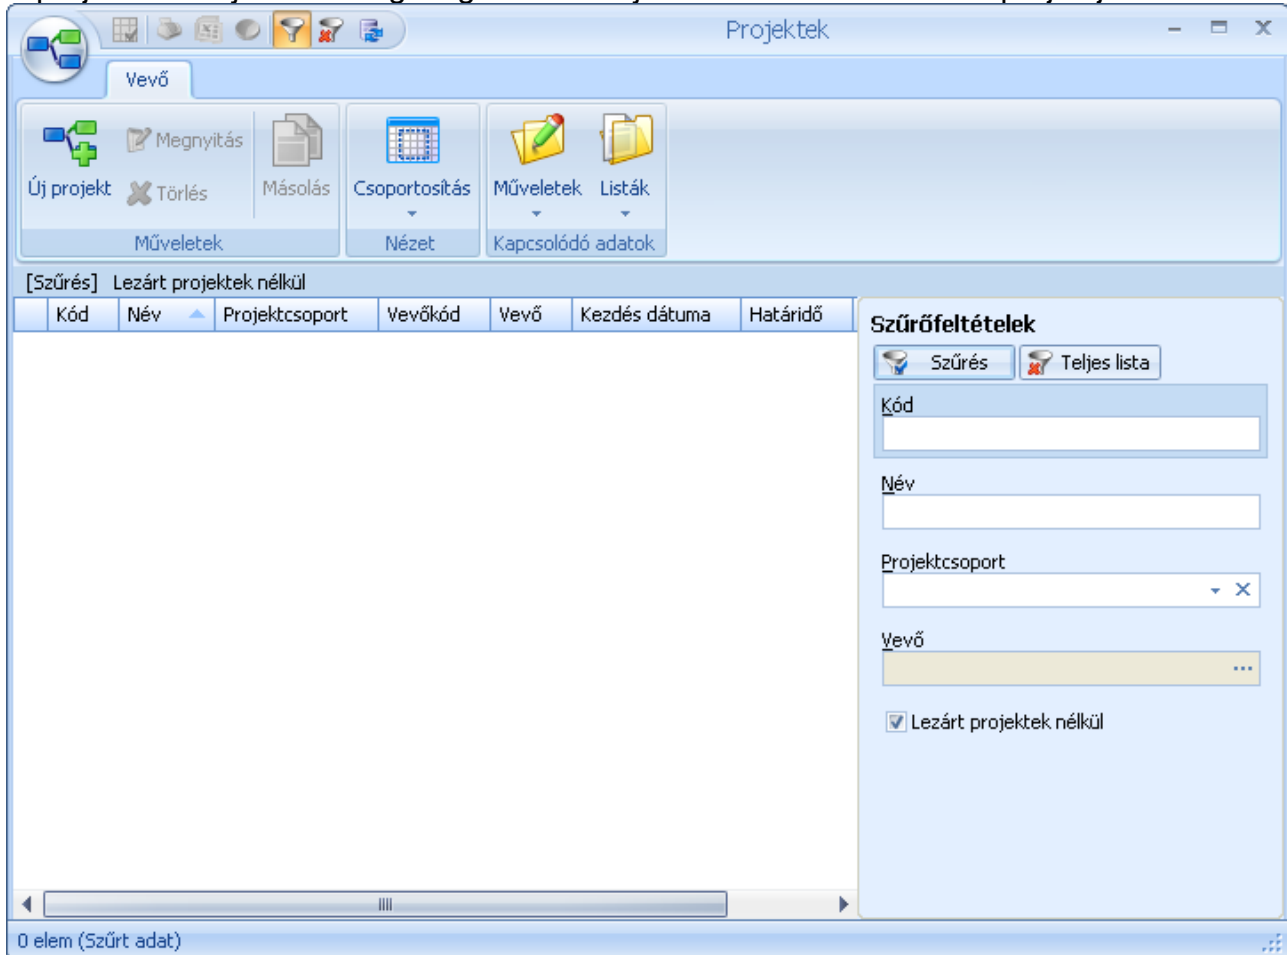 Projektek
Vevő
Új projekt
Megnyitás
Törlés
Másolás
Csoportosítás
Műveletek
Listák
Műveletek
Nézet
Kapcsolódó adatok
[Szűrés] Lezárt projektek nélkül
Kód Név Projektcsoport Vevőkód Vevő Kezdés dátuma Határidő
Szűrőfeltételek
Szűrés Teljes lista
Kód
Név
Projektcsoport
Vevő
Lezárt projektek nélkül
0 elem (Szűrt adat)